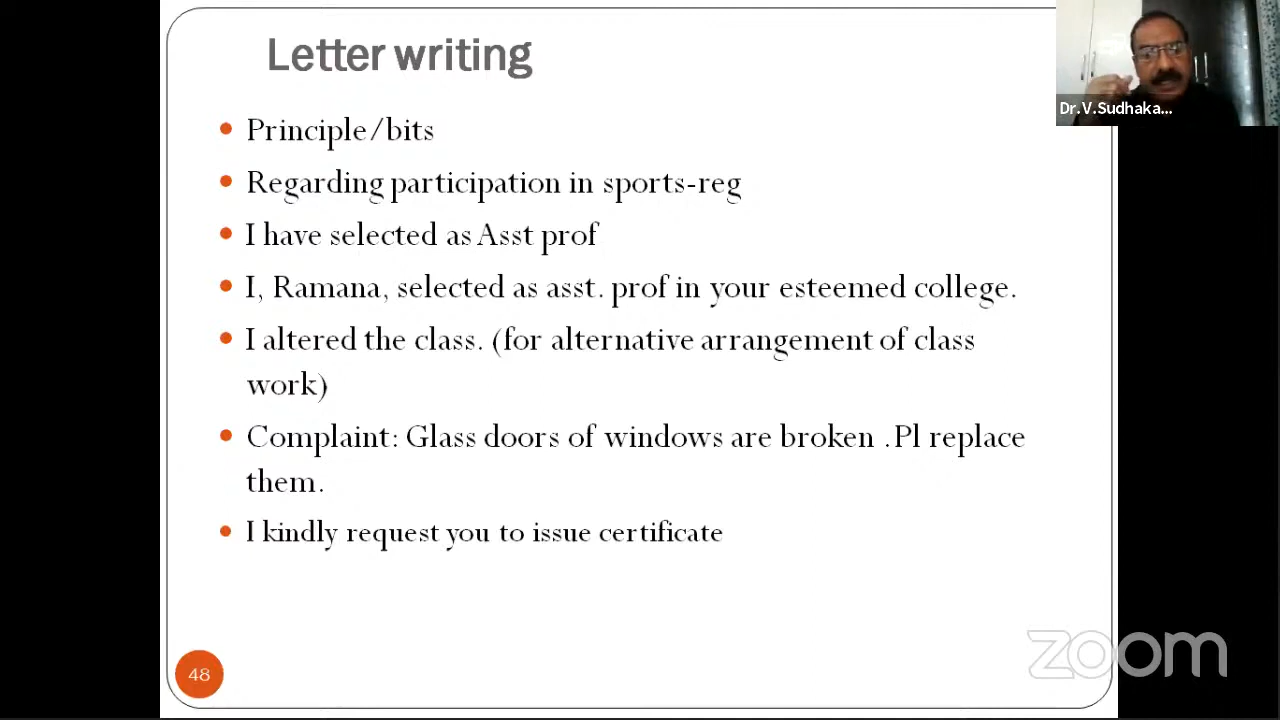 Letter writing
Dr.V.Sudhaka...
Principle/bits
Regarding participation in sports-reg
I have selected as Asst prof
I, Ramana, selected as asst. prof in your esteemed college.
I altered the class. (for alternative arrangement of class
work)
Complaint: Glass doors of windows are broken .Pl replace
them.
I kindly request you to issue certificate
48
zoom